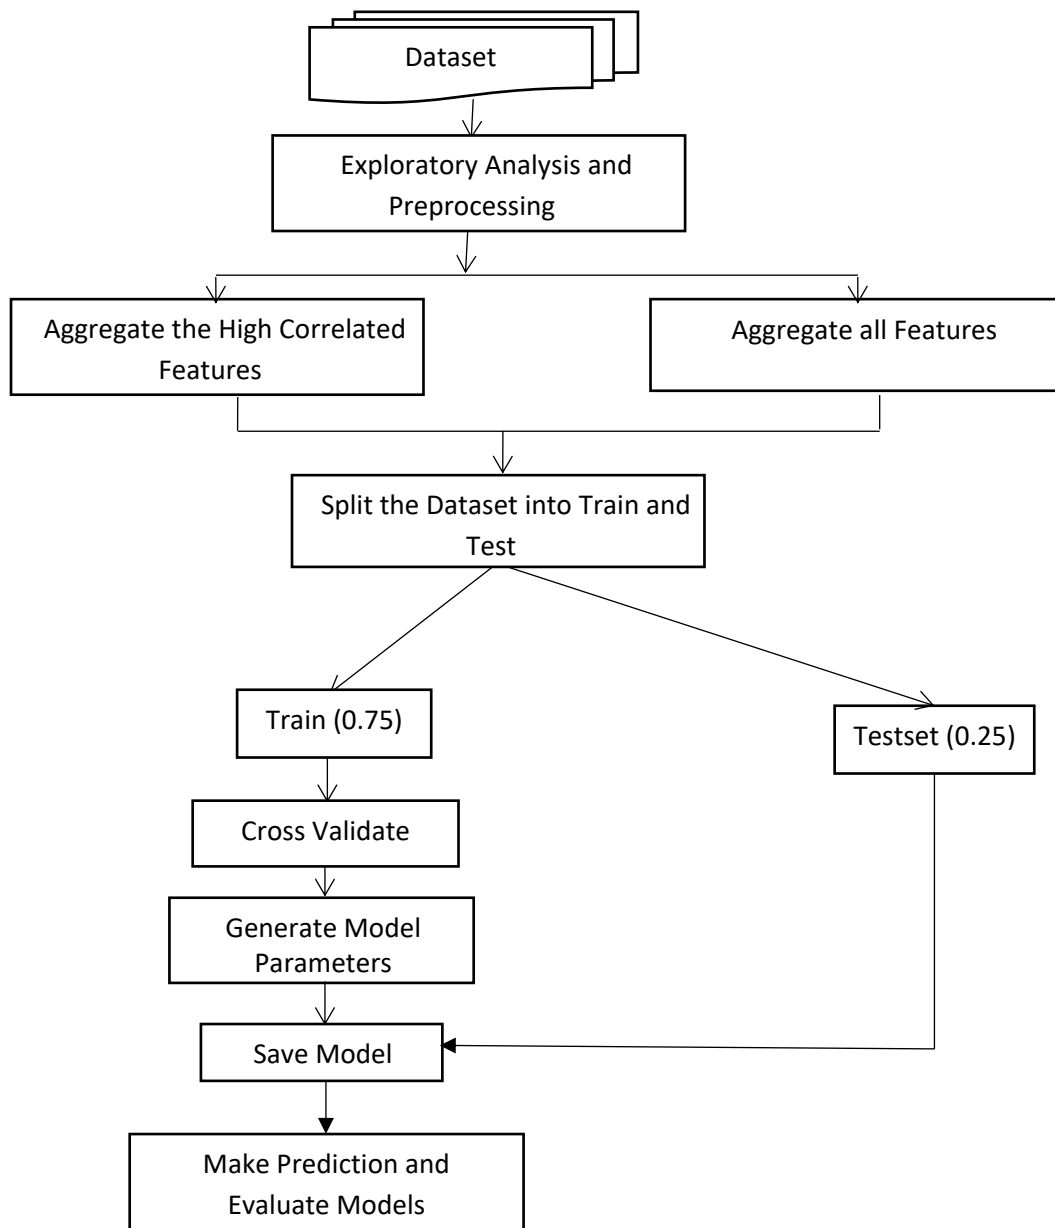 Dataset
Exploratory Analysis and
Preprocessing
Aggregate the High Correlated
Features
Aggregate all Features
Split the Dataset into Train and
Test
Train (0.75)
Testset (0.25)
Cross Validate
Generate Model
Parameters
Save Model
Make Prediction and
Evaluate Models